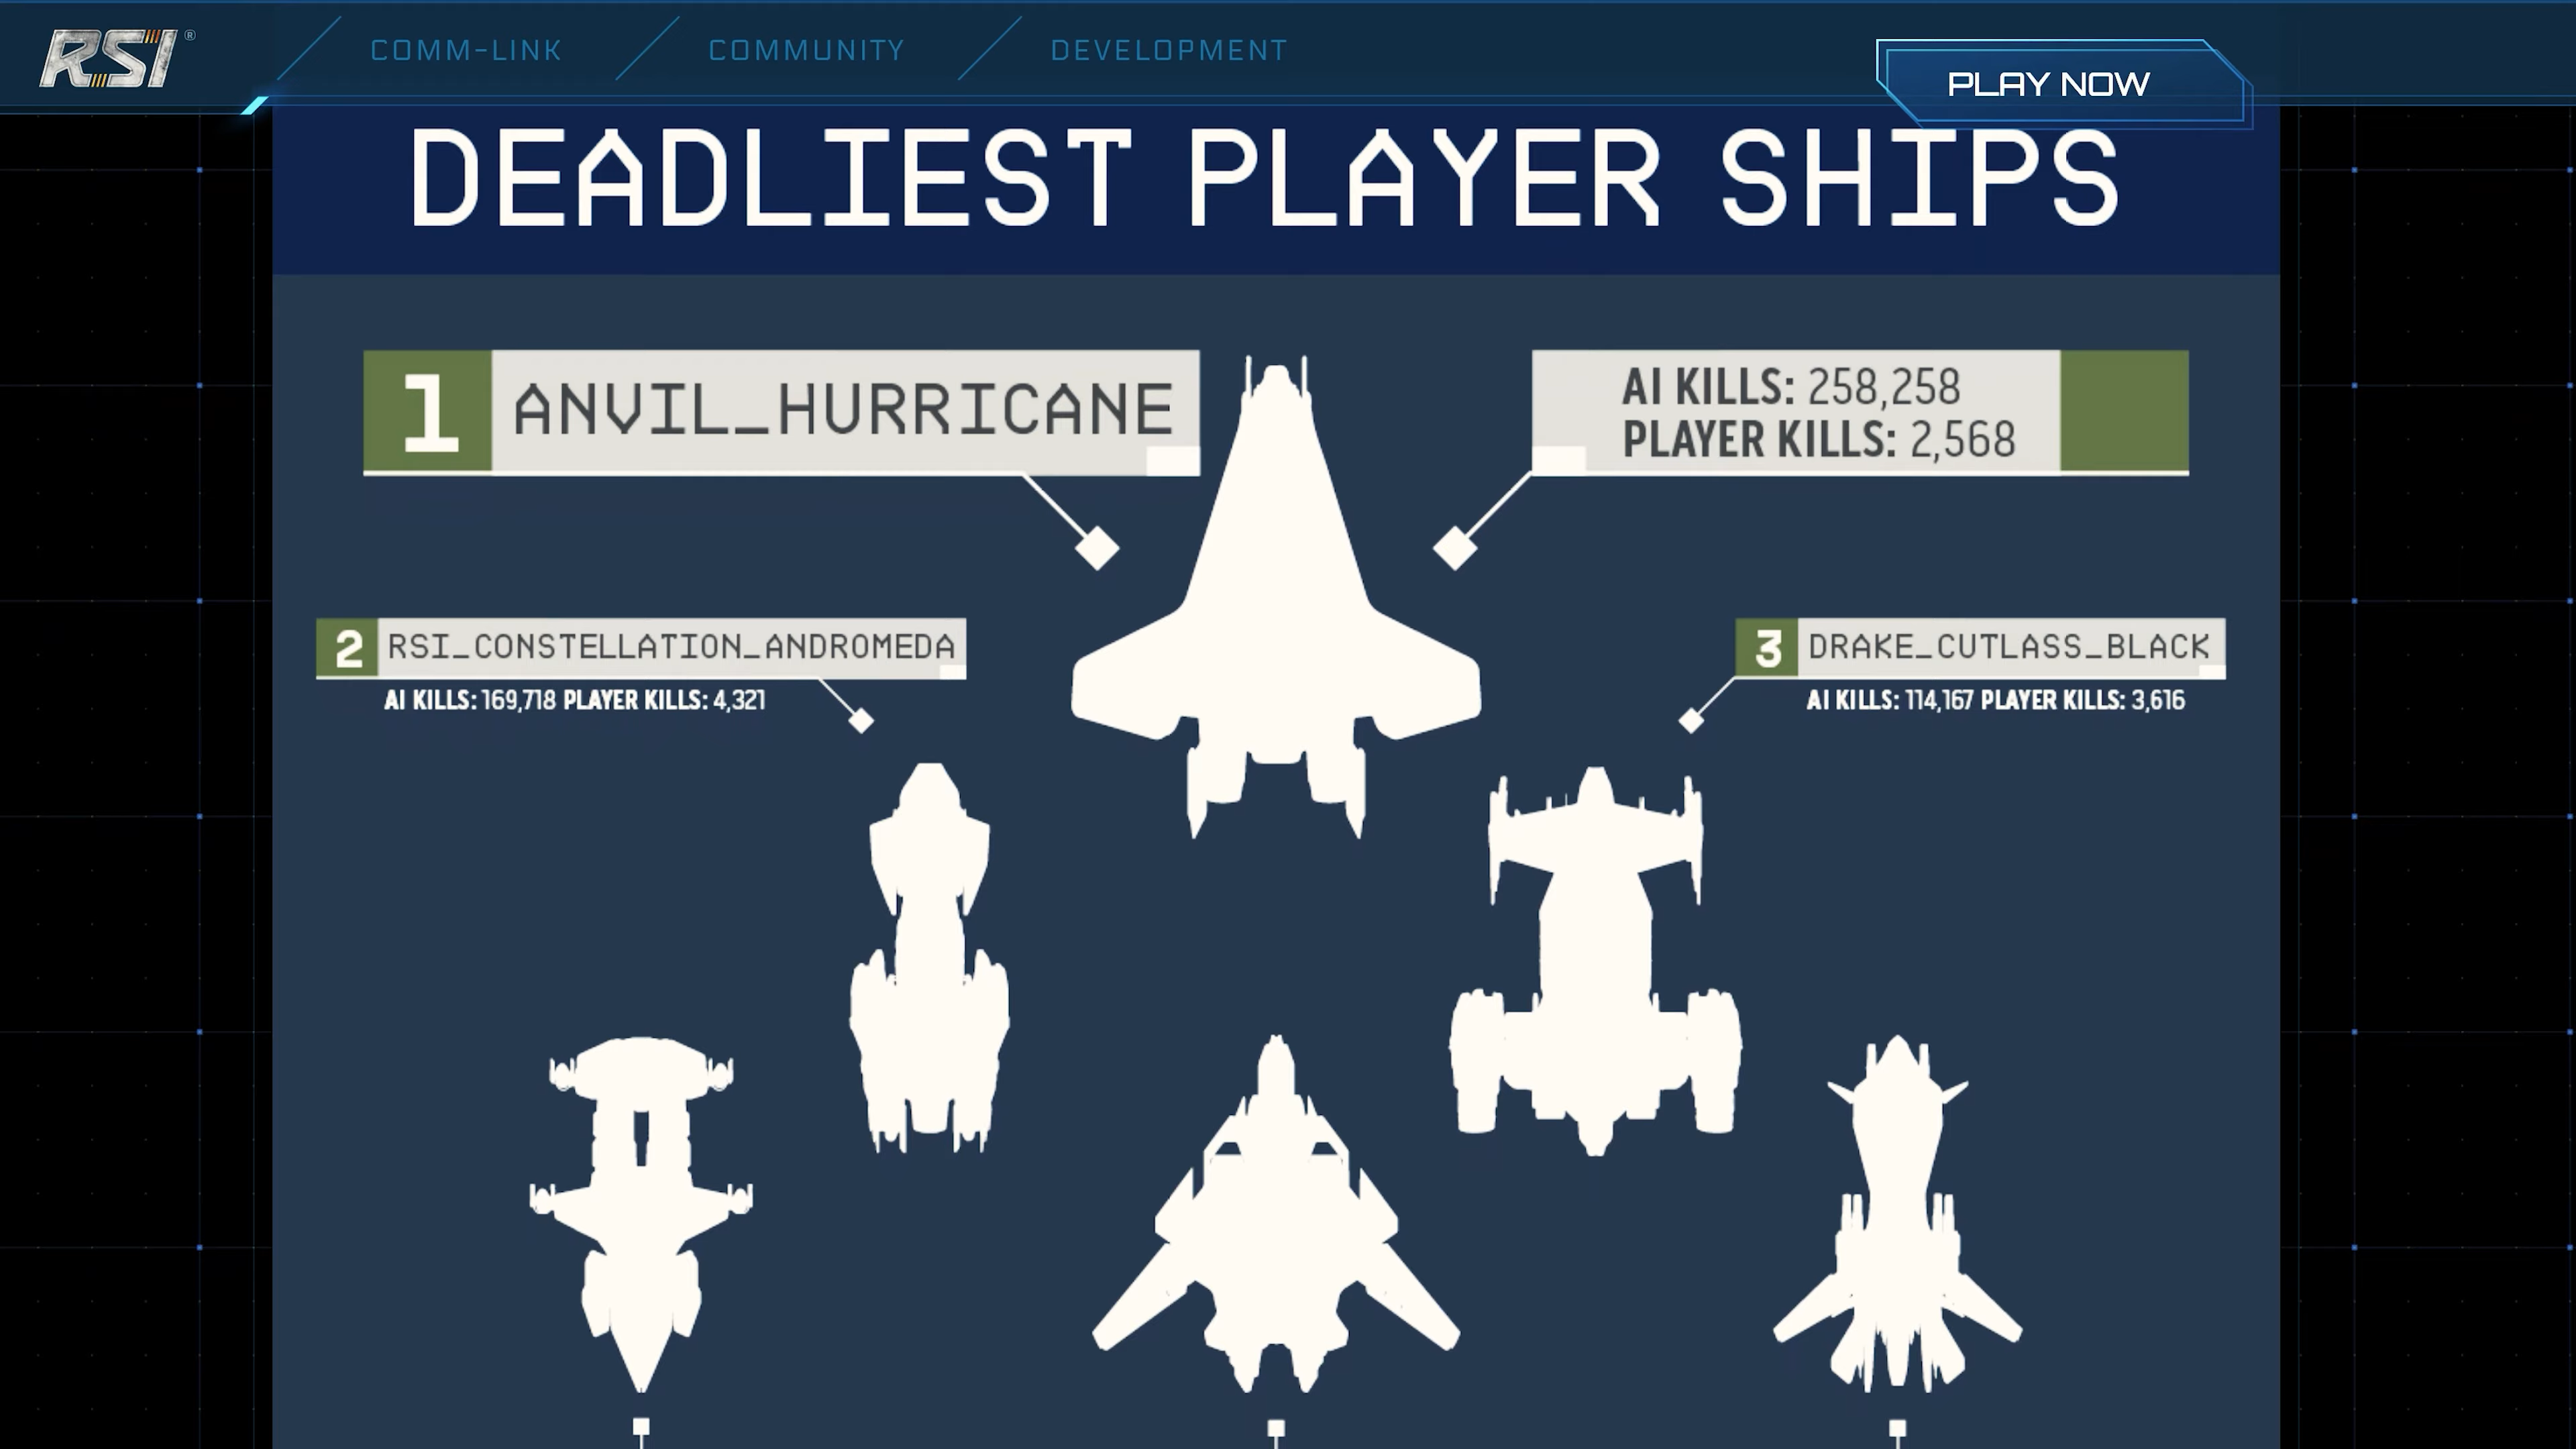 RSI ®
COMM-LINK
COMMUNITY
DEVELOPMENT
PLAY NOW
DEADLIEST PLAYER SHIPS
1 ANVIL_HURRICANE
AI KILLS: 258,258
PLAYER KILLS: 2,568
2 RSI_CONSTELLATION_ANDROMEDA
AI KILLS: 169,718 PLAYER KILLS: 4,321
3 DRAKE_CUTLASS_BLACK
AI KILLS: 114,167 PLAYER KILLS: 3,616